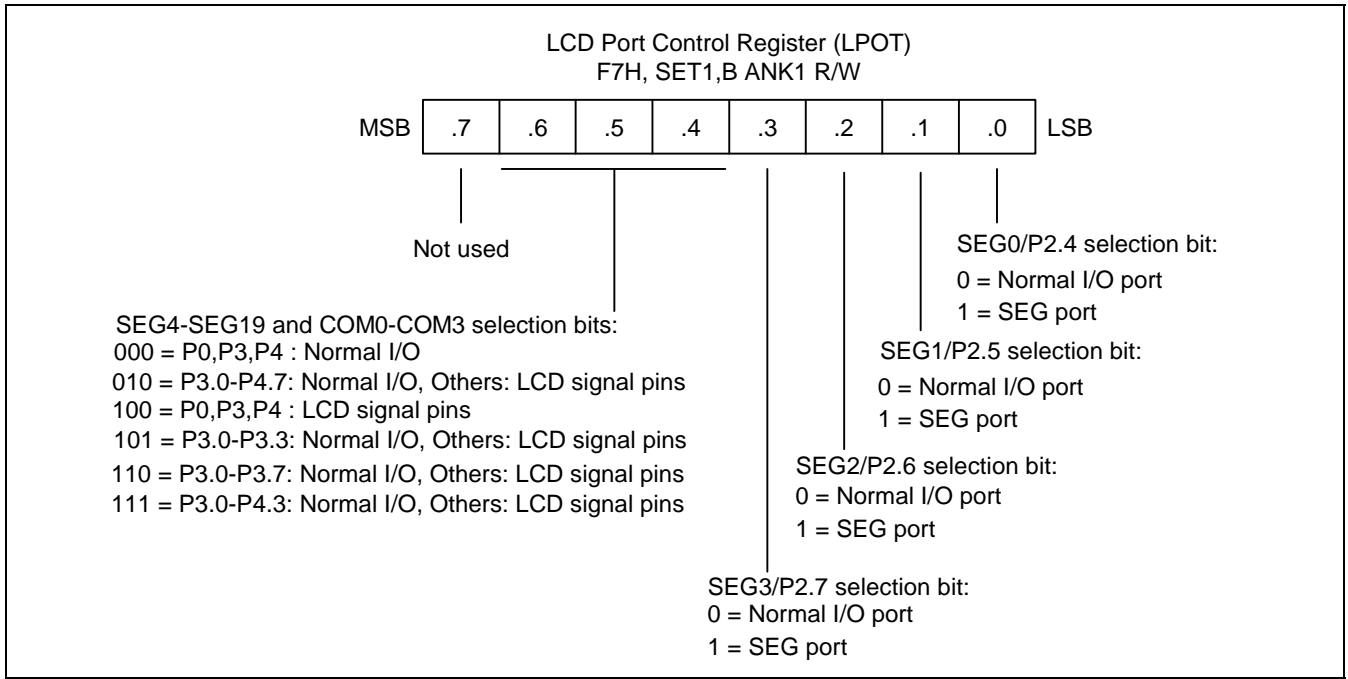 LCD Port Control Register (LPOT)
F7H, SET1,B ANK1 R/W
MSB .7 .6 .5 .4 .3 .2 .1 .0 LSB
Not used
SEG4-SEG19 and COM0-COM3 selection bits:
000 = P0,P3,P4 : Normal I/O
010 = P3.0-P4.7: Normal I/O, Others: LCD signal pins
100 = P0,P3,P4 : LCD signal pins
101 = P3.0-P3.3: Normal I/O, Others: LCD signal pins
110 = P3.0-P3.7: Normal I/O, Others: LCD signal pins
111 = P3.0-P4.3: Normal I/O, Others: LCD signal pins
SEG0/P2.4 selection bit:
0 = Normal I/O port
1 = SEG port
SEG1/P2.5 selection bit:
0 = Normal I/O port
1 = SEG port
SEG2/P2.6 selection bit:
0 = Normal I/O port
1 = SEG port
SEG3/P2.7 selection bit:
0 = Normal I/O port
1 = SEG port